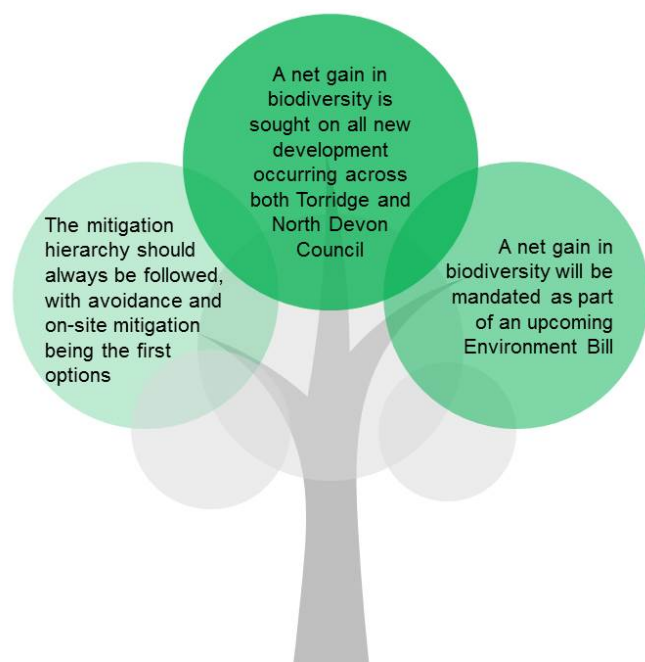 The mitigation
hierarchy should
always be followed,
with avoidance and
on-site mitigation
being the first
options
A net gain in
biodiversity is
sought on all new
development
occurring across
both Torridge and
North Devon
Council
A net gain in
biodiversity will be
mandated as part
of an upcoming
Environment Bill